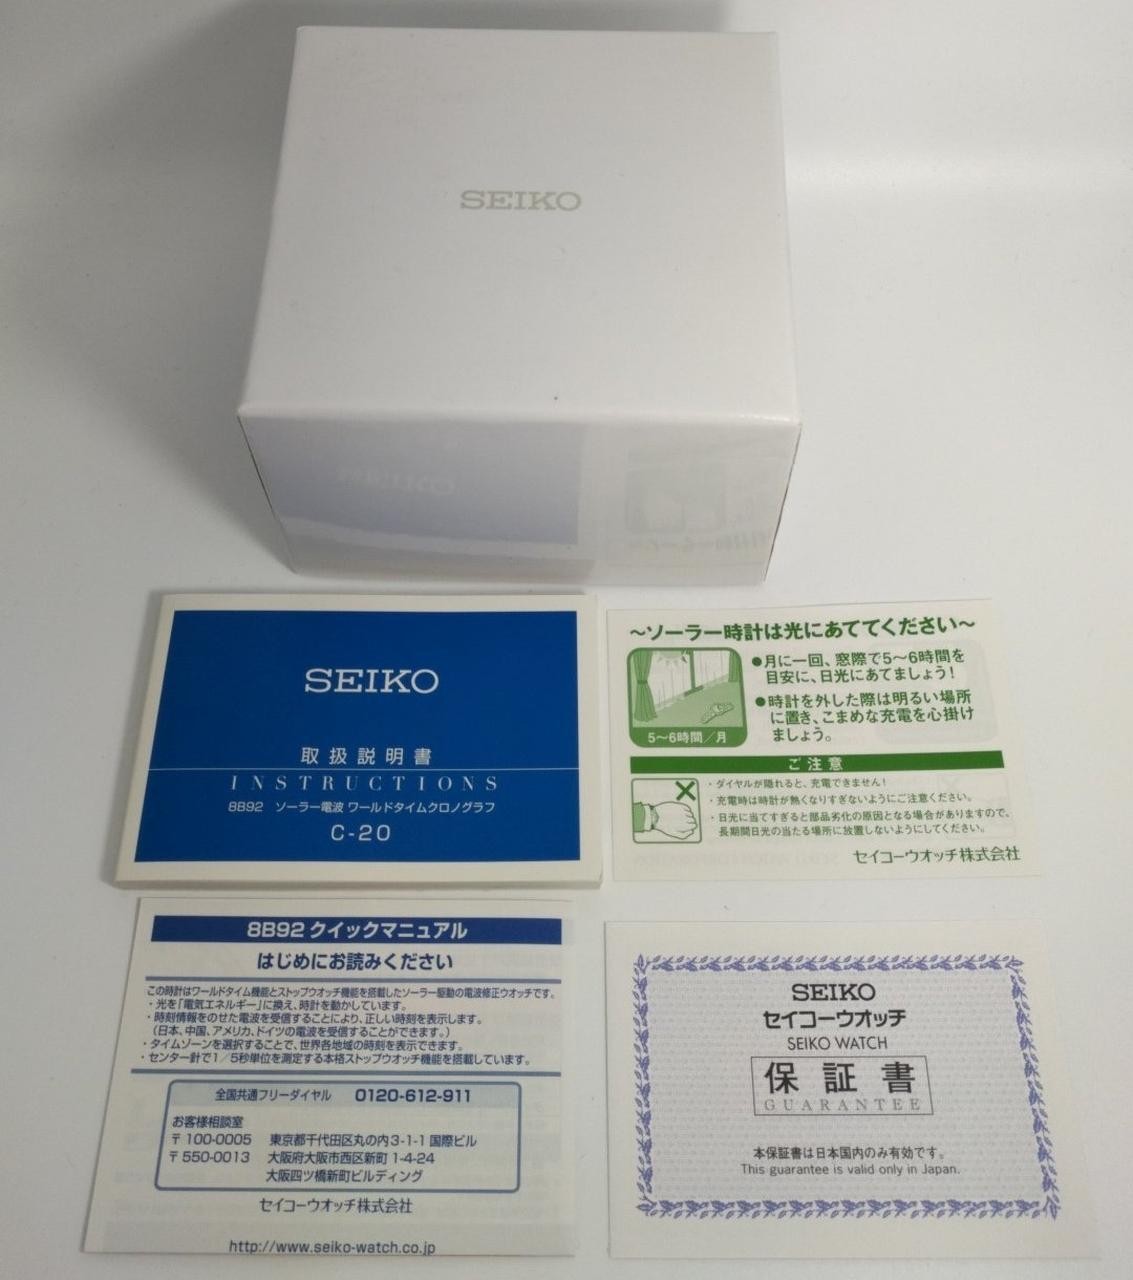 SEIKO
SEIKO
取扱説明書
INSTRUCTIONS
8B92 ソーラー電波 ワールドタイムクロノグラフ
C-20
～ソーラー時計は光にあててください～
●月に一回、窓際で5～6時間を
目安に、日光にあてましょう!
●時計を外した際は明るい場所
に置き、こまめな充電を心掛け
ましょう。
5～6時間／月
ご注意
・ダイヤルが隠れると、充電できません!
・充電時は時計が熱くなりすぎないようにご注意ください。
・日光に当てすぎると部品劣化の原因となる場合がありますので、
長期間日光の当たる場所に放置しないようにしてください。
セイコーウオッチ株式会社
8B92 クイックマニュアル
はじめにお読みください
この時計はワールドタイム機能とストップウオッチ機能を搭載したソーラー駆動の電波修正ウオッチです。
・光を「電気エネルギー」に換え、時計を動かしています。
・時刻情報をのせた電波を受信することにより、正しい時刻を表示します。
（日本、中国、アメリカ、ドイツの電波を受信することができます。）
・タイムゾーンを選択することで、世界各地域の時刻を表示できます。
・センター針で1／5秒単位を測定する本格ストップウオッチ機能を搭載しています。
全国共通フリーダイヤル 0120-612-911
お客様相談室
〒100-0005 東京都千代田区丸の内3-1-1 国際ビル
〒550-0013 大阪府大阪市西区新町 1-4-24
大阪四ツ橋新町ビルディング
セイコーウオッチ株式会社
http://www.seiko-watch.co.jp
SEIKO
セイコーウオッチ
SEIKO WATCH
保証書
GUARANTEE
本保証書は日本国内のみ有効です。
This guarantee is valid only in Japan.